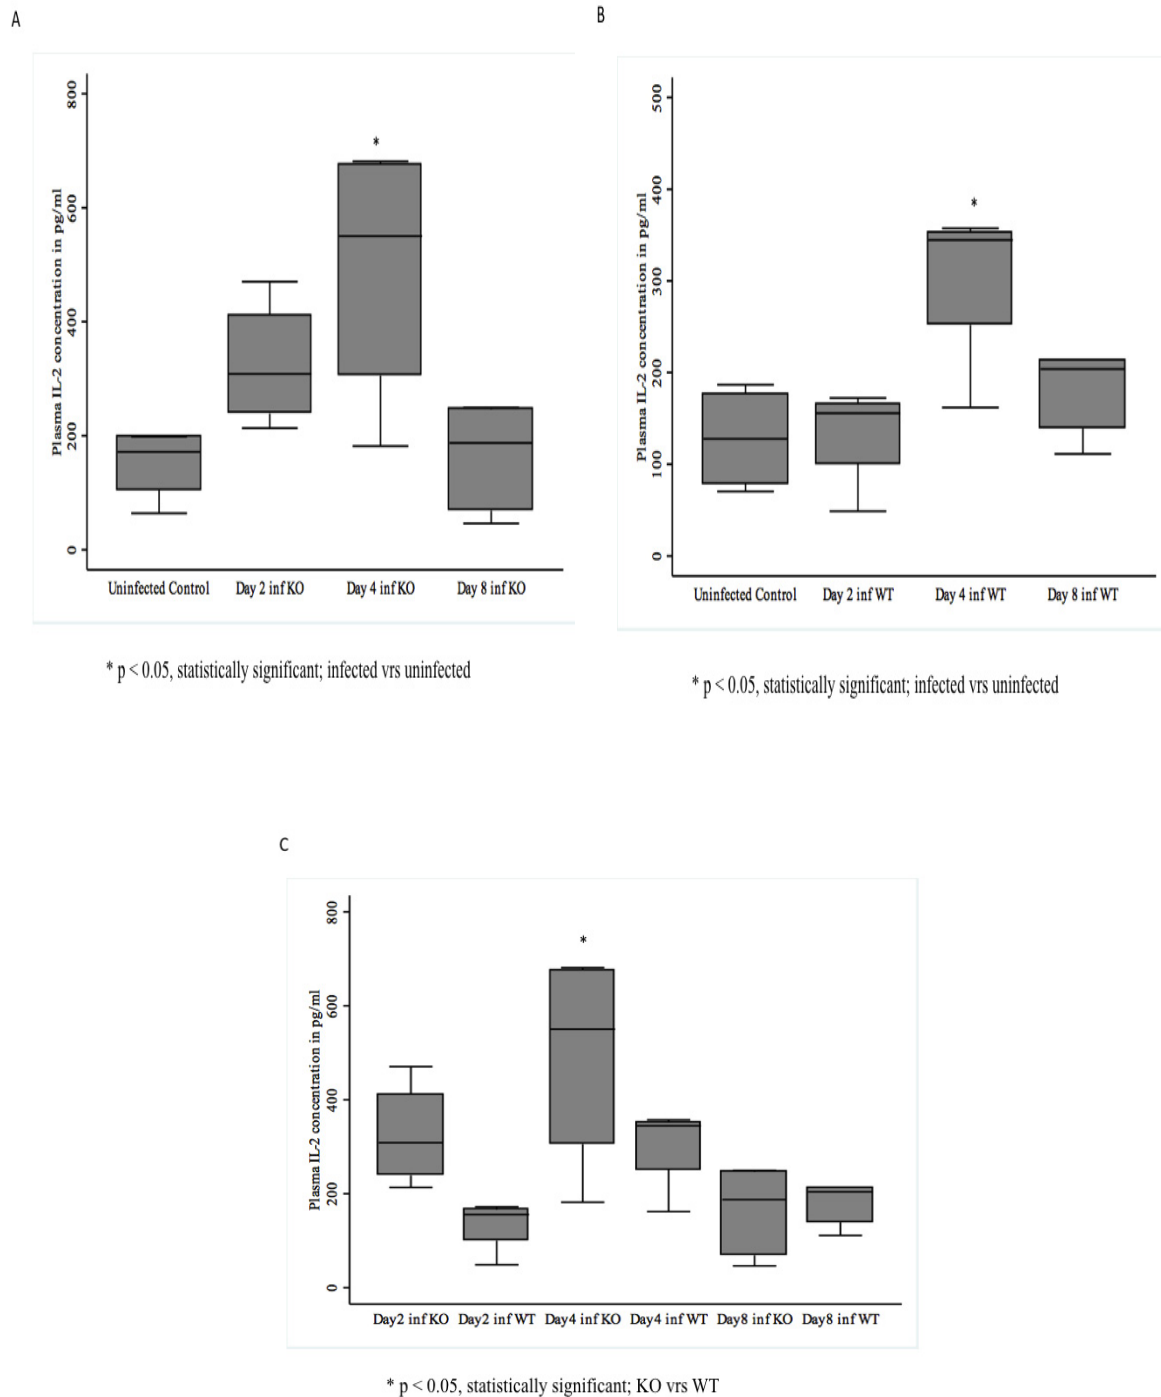 A
B
800
600
400
200
0
Plasma IL-2 concentration in pg/ml
*
Uninfected Control Day 2 inf KO Day 4 inf KO Day 8 inf KO
* p < 0.05, statistically significant; infected vrs uninfected
500
400
300
200
100
0
Plasma IL-2 concentration in pg/ml
*
Uninfected Control Day 2 inf WT Day 4 inf WT Day 8 inf WT
* p < 0.05, statistically significant; infected vrs uninfected
C
800
600
400
200
0
Plasma IL-2 concentration in pg/ml
*
Day2 inf KO Day2 inf WT Day4 inf KO Day4 inf WT Day8 inf KO Day8 inf WT
* p < 0.05, statistically significant; KO vrs WT